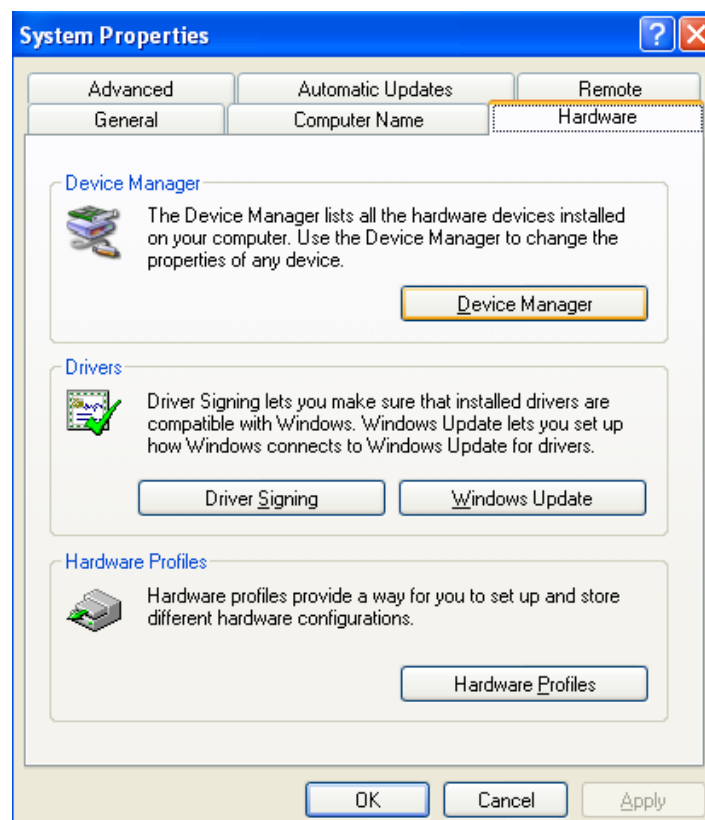 System Properties
Advanced
Automatic Updates
Remote
General
Computer Name
Hardware
Device Manager
The Device Manager lists all the hardware devices installed
on your computer. Use the Device Manager to change the
properties of any device.
Device Manager
Drivers
Driver Signing lets you make sure that installed drivers are
compatible with Windows. Windows Update lets you set up
how Windows connects to Windows Update for drivers.
Driver Signing
Windows Update
Hardware Profiles
Hardware profiles provide a way for you to set up and store
different hardware configurations.
Hardware Profiles
OK
Cancel
Apply